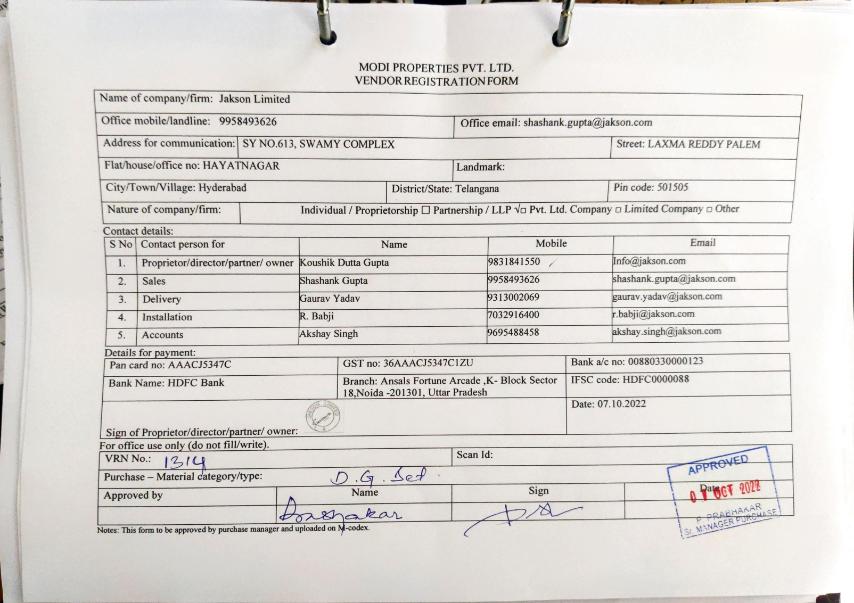 MODI PROPERTIES PVT. LTD.
VENDOR REGISTRATION FORM
Name of company/firm: Jakson Limited
Office mobile/landline: 9958493626 Office email: shashank.gupta@jakson.com
Address for communication: SY NO.613, SWAMY COMPLEX Street: LAXMA REDDY PALEM
Flat/house/office no: HAYATNAGAR Landmark:
City/Town/Village: Hyderabad District/State: Telangana Pin code: 501505
Nature of company/firm: Individual / Proprietorship □ Partnership / LLP √□ Pvt. Ltd. Company □ Limited Company □ Other
Contact details:
S No Contact person for Name Mobile Email
1. Proprietor/director/partner/ owner Koushik Dutta Gupta 9831841550 Info@jakson.com
2. Sales Shashank Gupta 9958493626 shashank.gupta@jakson.com
3. Delivery Gaurav Yadav 9313002069 gaurav.yadav@jakson.com
4. Installation R. Babji 7032916400 r.babji@jakson.com
5. Accounts Akshay Singh 9695488458 akshay.singh@jakson.com
Details for payment:
Pan card no: AAACJ5347C GST no: 36AAACJ5347C1ZU Bank a/c no: 00880330000123
Bank Name: HDFC Bank Branch: Ansals Fortune Arcade ,K- Block Sector IFSC code: HDFC0000088
18,Noida -201301, Uttar Pradesh
Date: 07.10.2022
Sign of Proprietor/director/partner/ owner:
For office use only (do not fill/write).
VRN No.: 1314 Scan Id:
Purchase – Material category/type: D.G. Set
Approved by Name Sign Date
Prabhakar
APPROVED
OCT 2022
P. PRABHAKAR
Sr. MANAGER PURCHASE
Notes: This form to be approved by purchase manager and uploaded on M-codex.